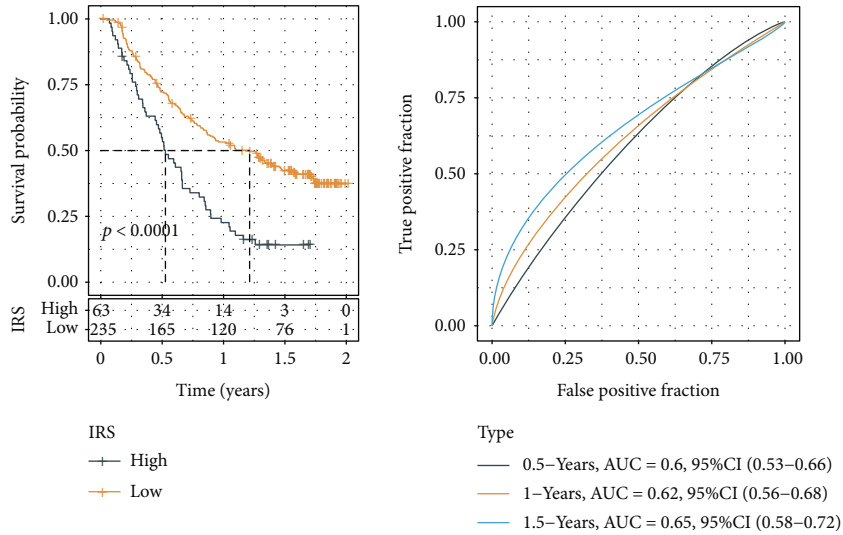 1.00
0.75
0.50
0.25
0.00
Survival probability
p < 0.0001
IRS
High 63 34 14 3 0
Low 235 165 120 76 1
0 0.5 1 1.5 2
Time (years)
IRS
High
Low
1.00
0.75
0.50
0.25
0.00
True positive fraction
0.00 0.25 0.50 0.75 1.00
False positive fraction
Type
0.5−Years, AUC = 0.6, 95%CI (0.53−0.66)
1−Years, AUC = 0.62, 95%CI (0.56−0.68)
1.5−Years, AUC = 0.65, 95%CI (0.58−0.72)